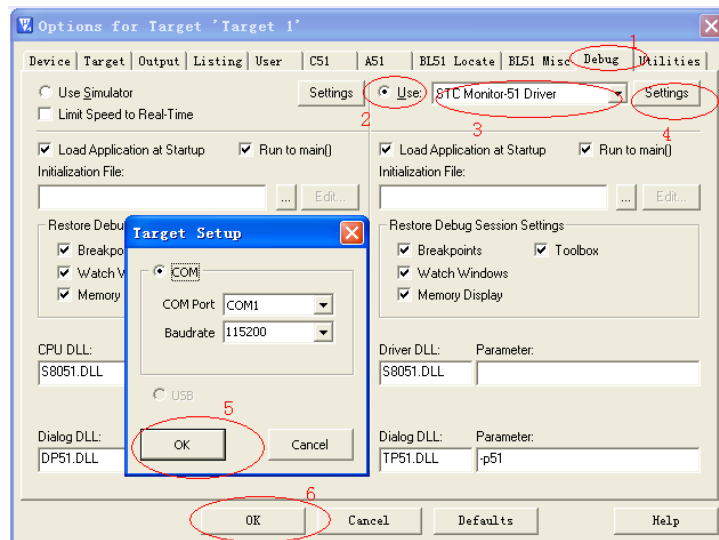 Options for Target 'Target 1'
1
Device Target Output Listing User C51 A51 BL51 Locate BL51 Misc Debug Utilities
Use Simulator Settings
Limit Speed to Real-Time
Use: STC Monitor-51 Driver Settings
2
3
4
Load Application at Startup Run to main()
Initialization File:
... Edit...
Load Application at Startup Run to main()
Initialization File:
... Edit...
Restore Debu
Breakpo
Watch W
Memory
Restore Debug Session Settings
Breakpoints Toolbox
Watch Windows
Memory Display
Target Setup
COM
COM Port COM1
Baudrate 115200
USB
5
OK Cancel
CPU DLL:
S8051.DLL
Driver DLL: Parameter:
S8051.DLL
Dialog DLL:
DP51.DLL
Dialog DLL: Parameter:
TP51.DLL -p51
6
OK Cancel Defaults Help